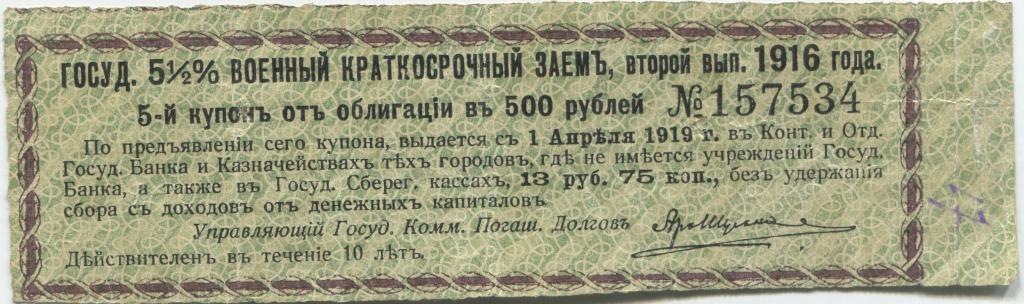 ГОСУД. 5½% ВОЕННЫЙ КРАТКОСРОЧНЫЙ ЗАЕМЪ, ВТОРОЙ ВЫП. 1916 ГОДА.
5-й купонъ отъ облигаціи въ 500 рублей №157534
По предъявленіи сего купона, выдается съ 1 Апрѣля 1919 г. въ Конт. и Отд.
Госуд. Банка и Казначействахъ тѣхъ городовъ, гдѣ не имѣется учрежденій Госуд.
Банка, а также въ Госуд. Сберег. кассахъ, 13 руб. 75 коп., безъ удержанія
сбора съ доходовъ отъ денежныхъ капиталовъ.
Управляющій Госуд. Комм. Погаш. Долговъ
Дѣйствителенъ въ теченіе 10 лѣтъ.